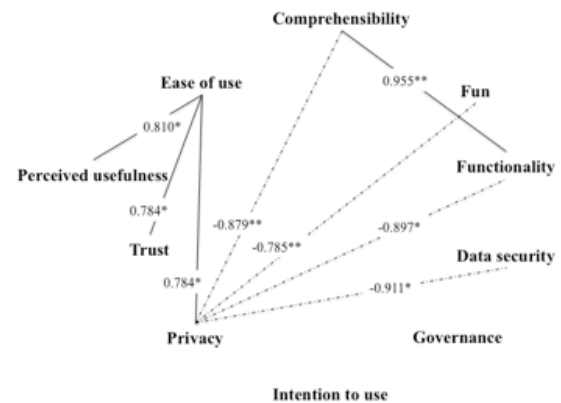 Comprehensibility
0.955**
Ease of use
Fun
0.810*
Functionality
Perceived usefulness
0.784*
-0.879**
-0.897*
-0.785**
Trust
Data security
0.784*
-0.911*
Privacy
Governance
Intention to use